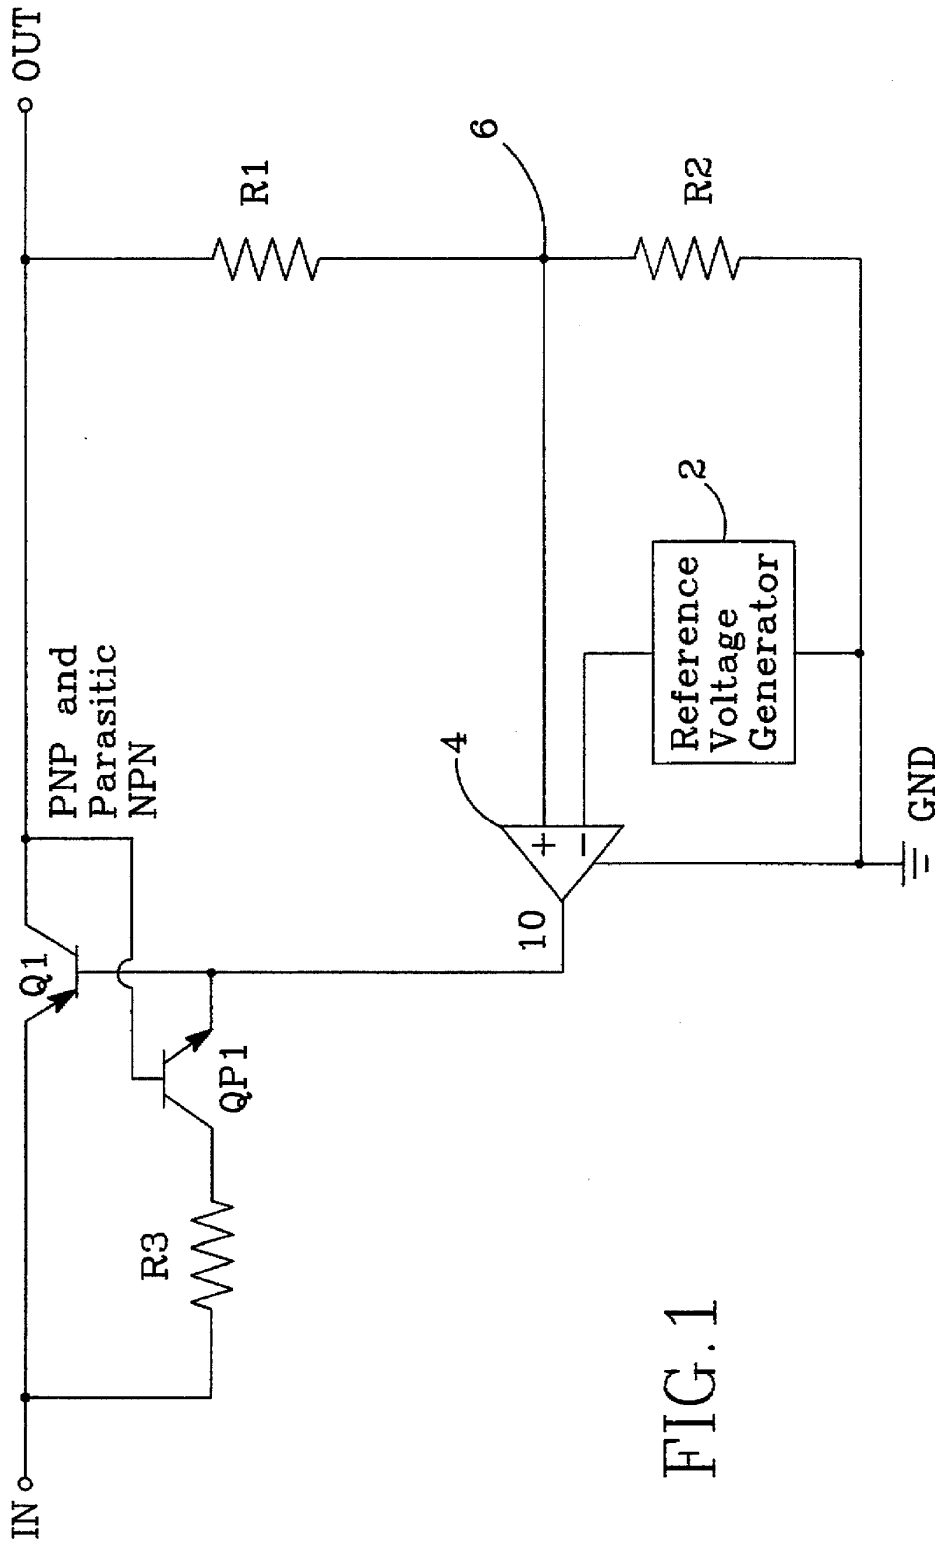 IN
OUT
Q1
PNP and
Parasitic
NPN
R3
QP1
R1
10
4
+
−
6
2
Reference
Voltage
Generator
R2
GND
FIG.1